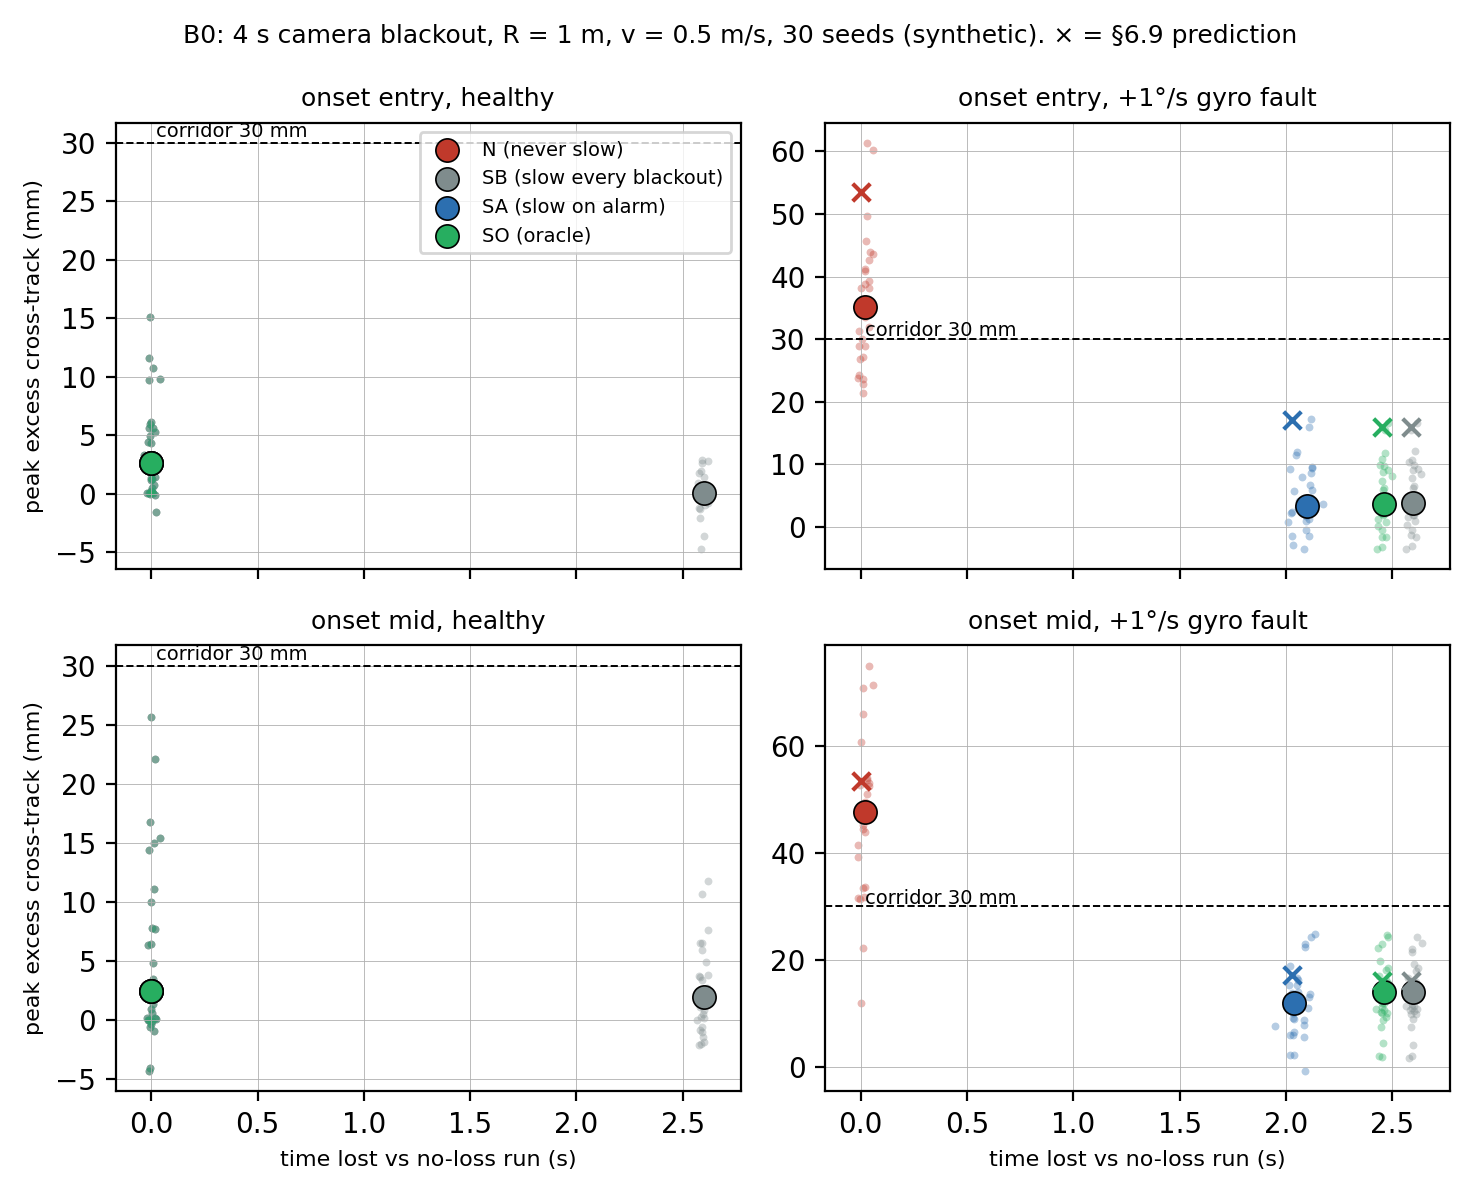 B0: 4 s camera blackout, R = 1 m, v = 0.5 m/s, 30 seeds (synthetic). × = §6.9 prediction
onset entry, healthy
corridor 30 mm
N (never slow)
SB (slow every blackout)
SA (slow on alarm)
SO (oracle)
30
25
20
15
10
5
0
−5
peak excess cross-track (mm)
onset entry, +1°/s gyro fault
corridor 30 mm
60
50
40
30
20
10
0
onset mid, healthy
corridor 30 mm
30
25
20
15
10
5
0
−5
peak excess cross-track (mm)
0.0 0.5 1.0 1.5 2.0 2.5
time lost vs no-loss run (s)
onset mid, +1°/s gyro fault
corridor 30 mm
60
40
20
0
0.0 0.5 1.0 1.5 2.0 2.5
time lost vs no-loss run (s)